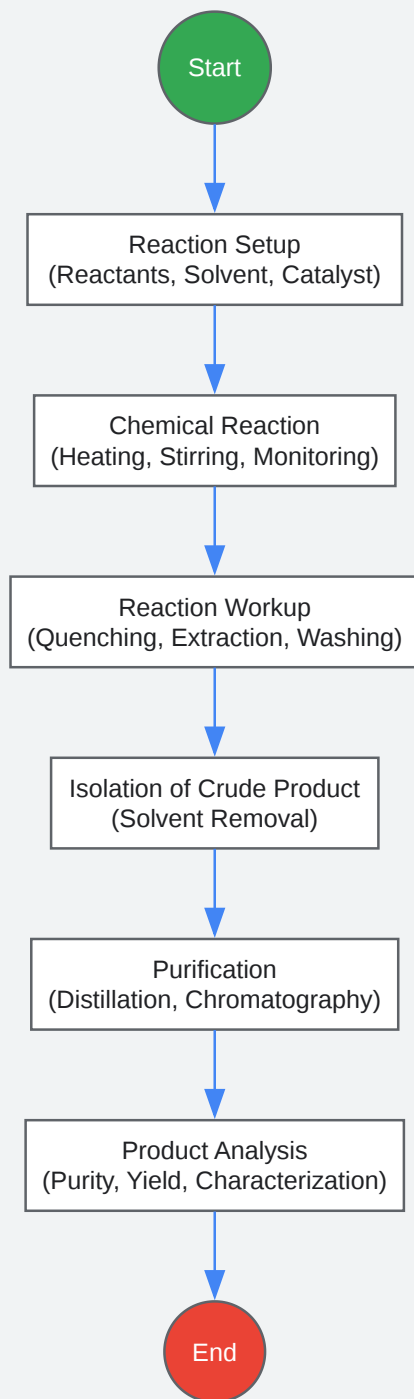 Start
Reaction Setup
(Reactants, Solvent, Catalyst)
Chemical Reaction
(Heating, Stirring, Monitoring)
Reaction Workup
(Quenching, Extraction, Washing)
Isolation of Crude Product
(Solvent Removal)
Purification
(Distillation, Chromatography)
Product Analysis
(Purity, Yield, Characterization)
End